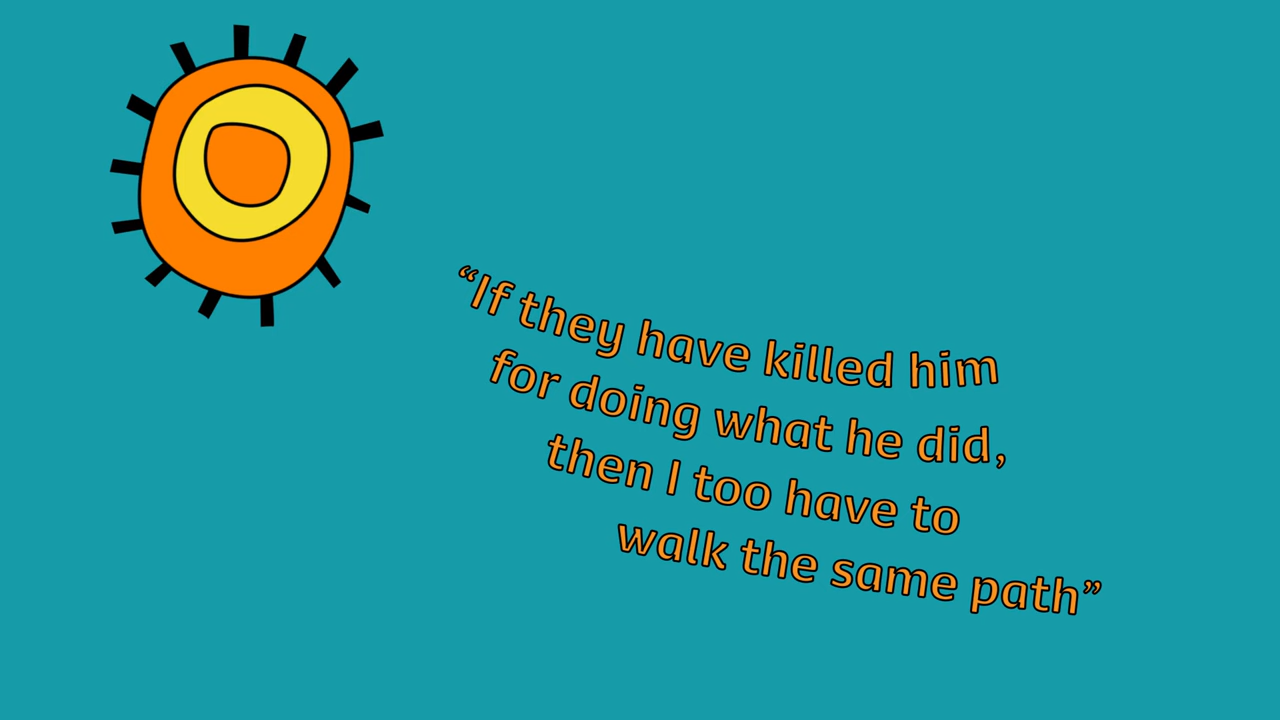 “If they have killed him
for doing what he did,
then I too have to
walk the same path”